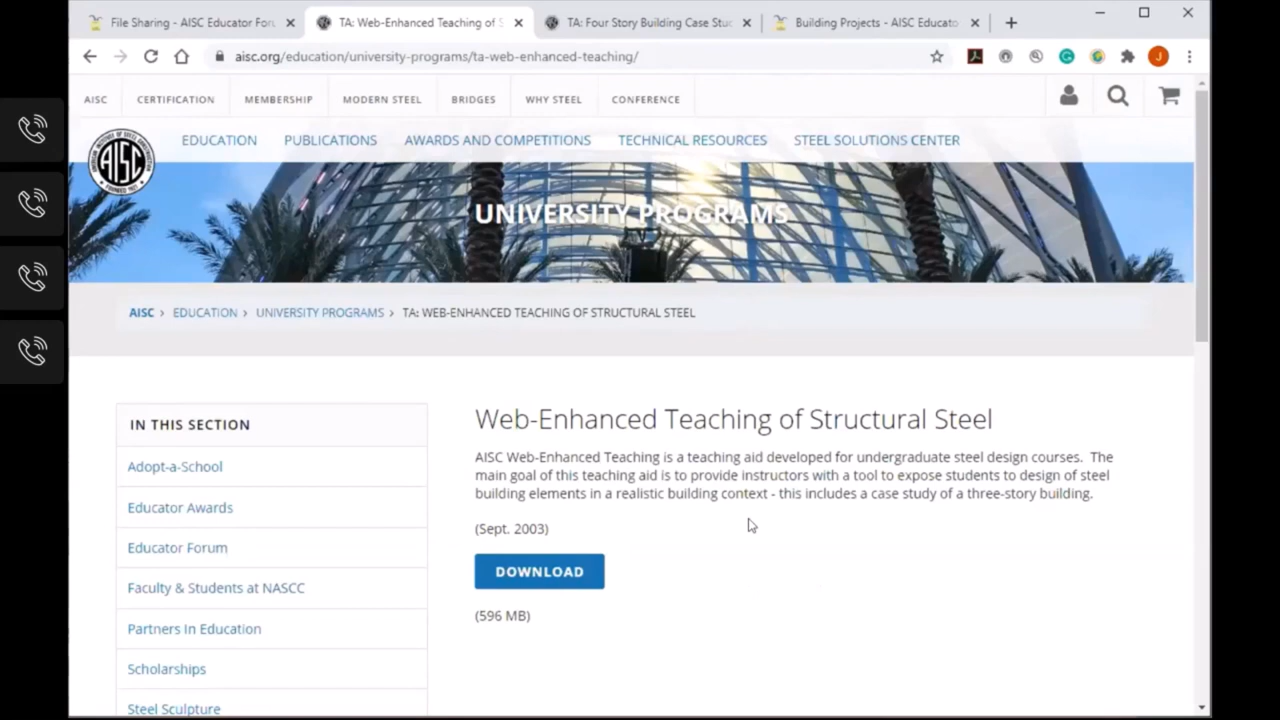 File Sharing - AISC Educator Foru
TA: Web-Enhanced Teaching of S
TA: Four Story Building Case Stud
Building Projects - AISC Educato
aisc.org/education/university-programs/ta-web-enhanced-teaching/
J
AISC
CERTIFICATION
MEMBERSHIP
MODERN STEEL
BRIDGES
WHY STEEL
CONFERENCE
AISC
EDUCATION
PUBLICATIONS
AWARDS AND COMPETITIONS
TECHNICAL RESOURCES
STEEL SOLUTIONS CENTER
UNIVERSITY PROGRAMS
AISC > EDUCATION > UNIVERSITY PROGRAMS > TA: WEB-ENHANCED TEACHING OF STRUCTURAL STEEL
IN THIS SECTION
Adopt-a-School
Educator Awards
Educator Forum
Faculty & Students at NASCC
Partners In Education
Scholarships
Steel Sculpture
Web-Enhanced Teaching of Structural Steel
AISC Web-Enhanced Teaching is a teaching aid developed for undergraduate steel design courses. The
main goal of this teaching aid is to provide instructors with a tool to expose students to design of steel
building elements in a realistic building context - this includes a case study of a three-story building.
(Sept. 2003)
DOWNLOAD
(596 MB)